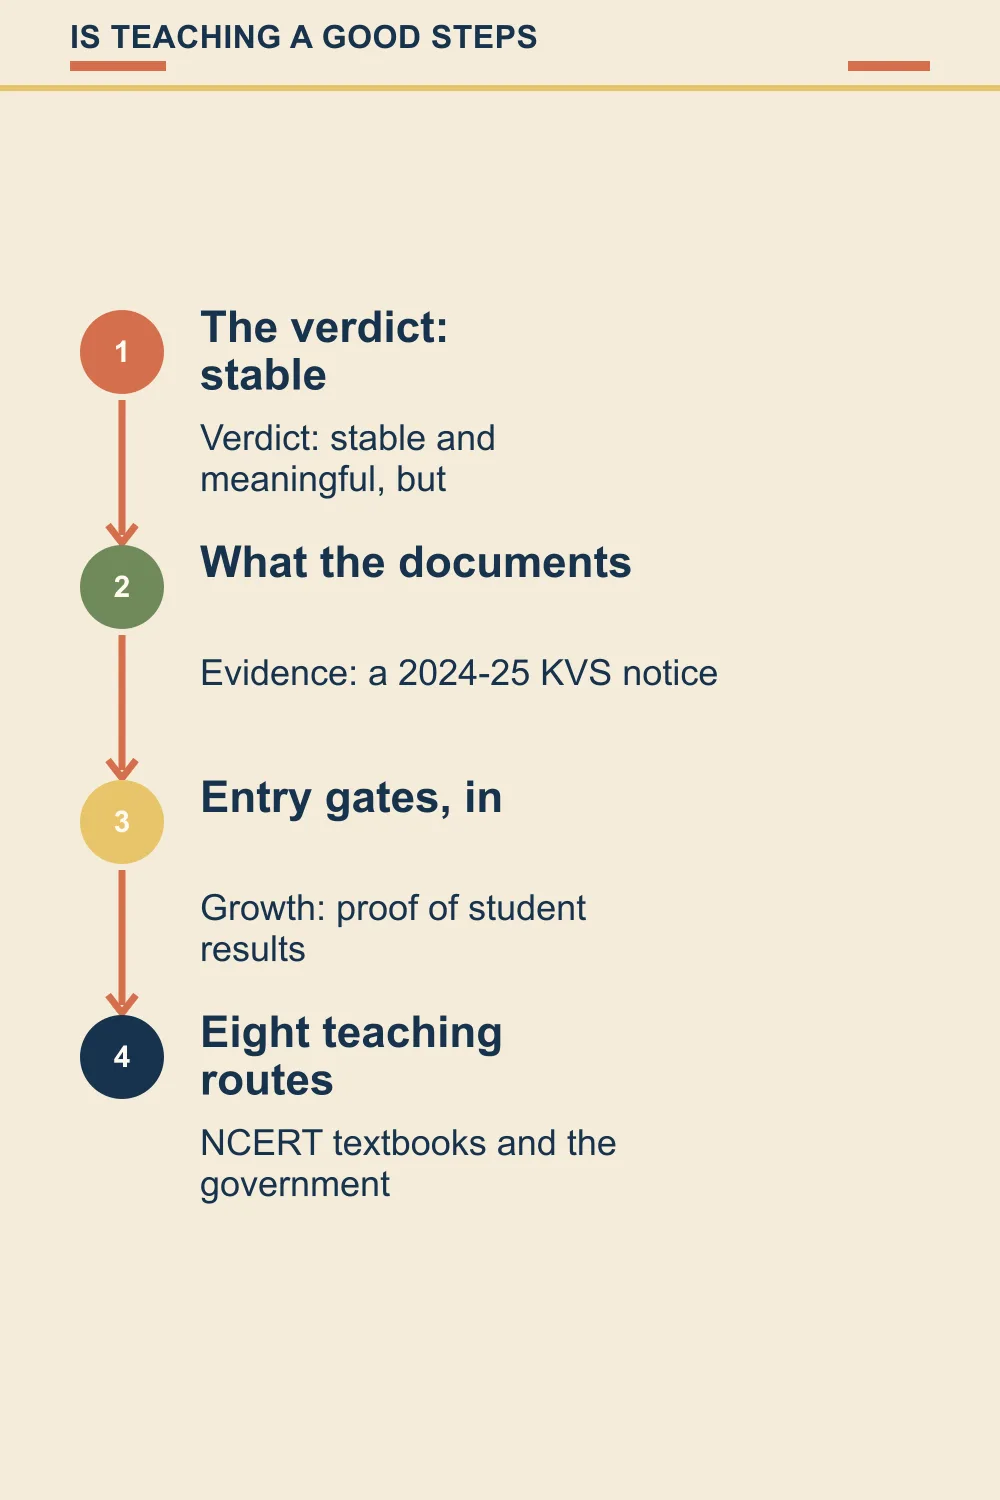 IS TEACHING A GOOD STEPS
1
The verdict:
stable
Verdict: stable and
meaningful, but
2
What the documents
Evidence: a 2024-25 KVS notice
3
Entry gates, in
Growth: proof of student
results
4
Eight teaching
routes
NCERT textbooks and the
government